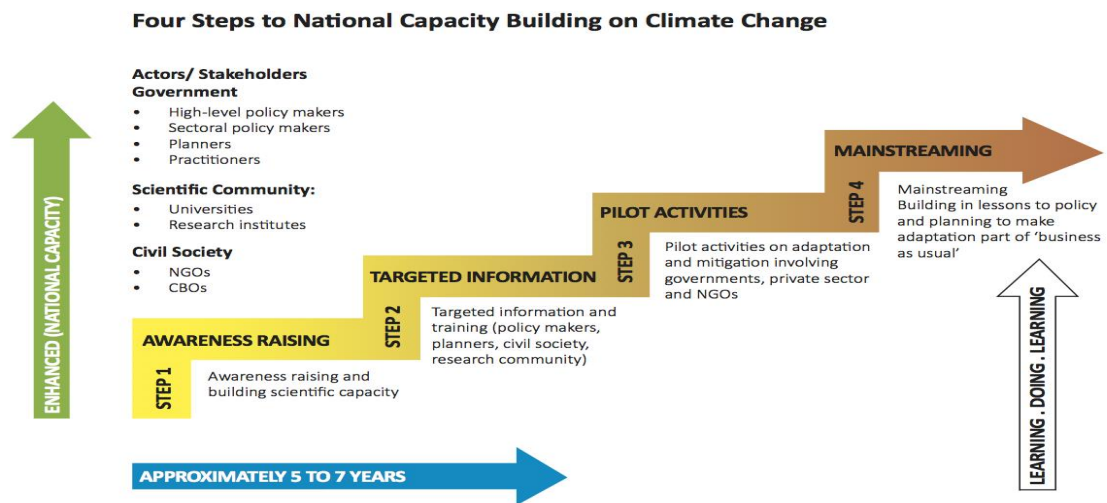 Four Steps to National Capacity Building on Climate Change
Actors/ Stakeholders
Government
• High-level policy makers
• Sectoral policy makers
• Planners
• Practitioners
Scientific Community:
• Universities
• Research institutes
Civil Society
• NGOs
• CBOs
ENHANCED (NATIONAL CAPACITY)
STEP 1
AWARENESS RAISING
Awareness raising and
building scientific capacity
STEP 2
TARGETED INFORMATION
Targeted information and
training (policy makers,
planners, civil society,
research community)
STEP 3
PILOT ACTIVITIES
Pilot activities on adaptation
and mitigation involving
governments, private sector
and NGOs
STEP 4
MAINSTREAMING
Mainstreaming
Building in lessons to policy
and planning to make
adaptation part of ‘business
as usual’
LEARNING . DOING . LEARNING
APPROXIMATELY 5 TO 7 YEARS